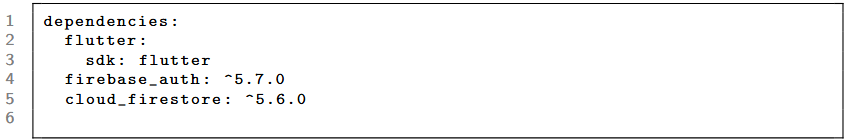 1 dependencies:
2   flutter:
3     sdk: flutter
4   firebase_auth: ^5.7.0
5   cloud_firestore: ^5.6.0
6